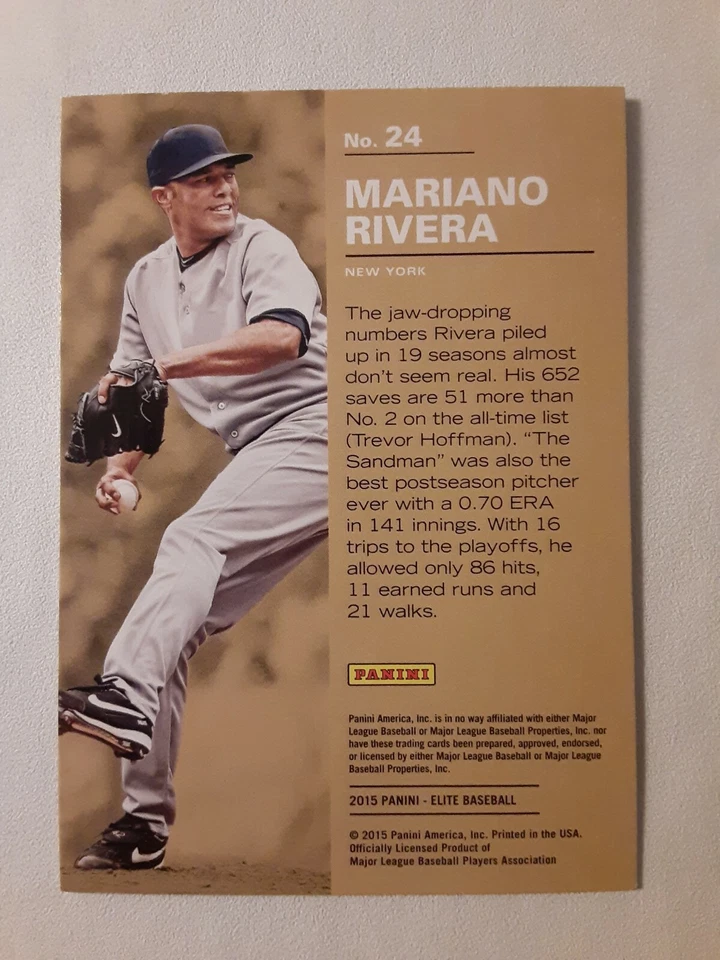 No. 24
MARIANO
RIVERA
NEW YORK
The jaw-dropping
numbers Rivera piled
up in 19 seasons almost
don't seem real. His 652
saves are 51 more than
No. 2 on the all-time list
(Trevor Hoffman). “The
Sandman” was also the
best postseason pitcher
ever with a 0.70 ERA
in 141 innings. With 16
trips to the playoffs, he
allowed only 86 hits,
11 earned runs and
21 walks.
PANINI
Panini America, Inc. is in no way affiliated with either Major
League Baseball or Major League Baseball Properties, Inc. nor
have these trading cards been prepared, approved, endorsed,
or licensed by either Major League Baseball or Major League
Baseball Properties, Inc.
2015 PANINI - ELITE BASEBALL
© 2015 Panini America, Inc. Printed in the USA.
Officially Licensed Product of
Major League Baseball Players Association